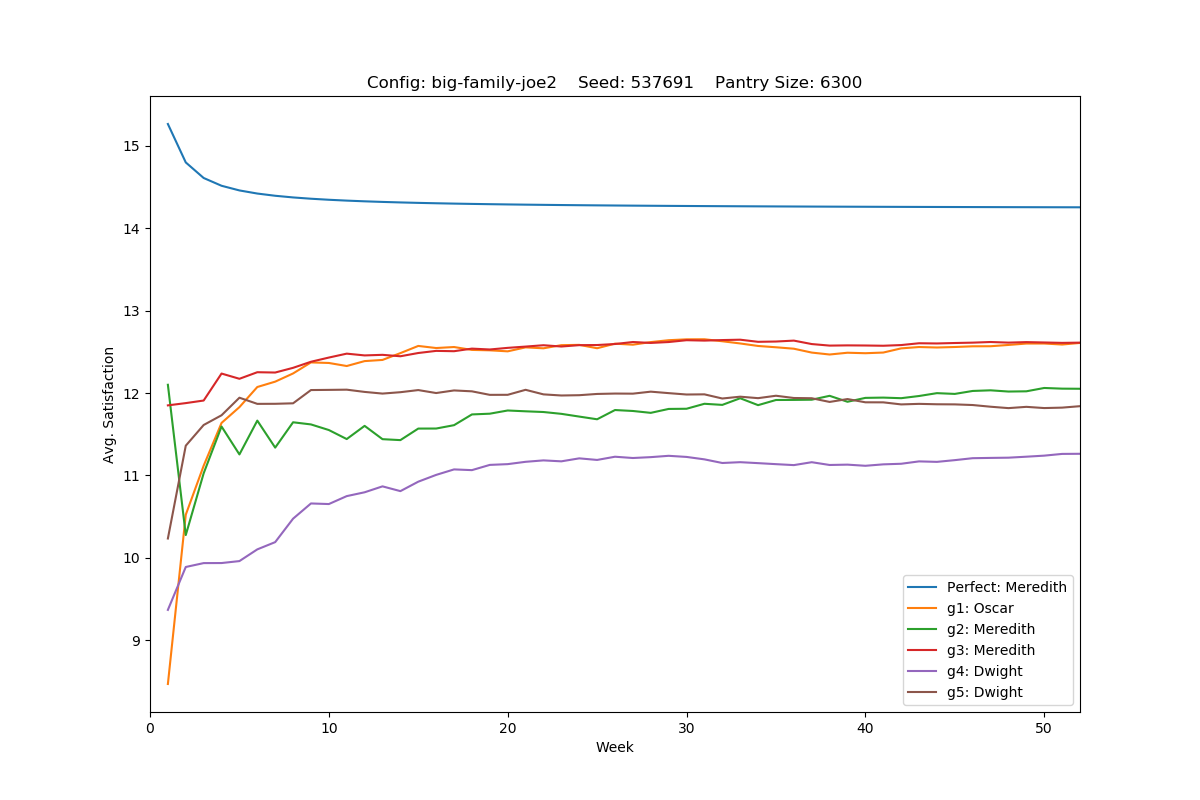 Config: big-family-joe2    Seed: 537691    Pantry Size: 6300
15
14
13
12
11
10
9
Avg. Satisfaction
0
10
20
30
40
50
Week
Perfect: Meredith
g1: Oscar
g2: Meredith
g3: Meredith
g4: Dwight
g5: Dwight